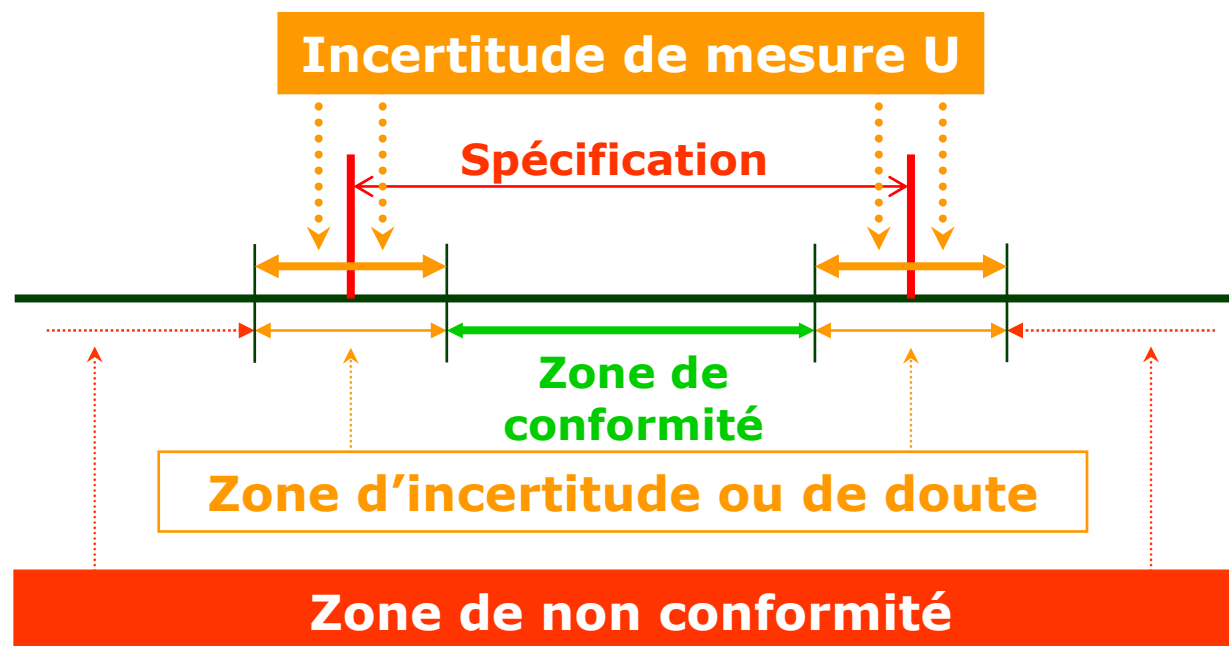 Incertitude de mesure U
Spécification
Zone de
conformité
Zone d’incertitude ou de doute
Zone de non conformité